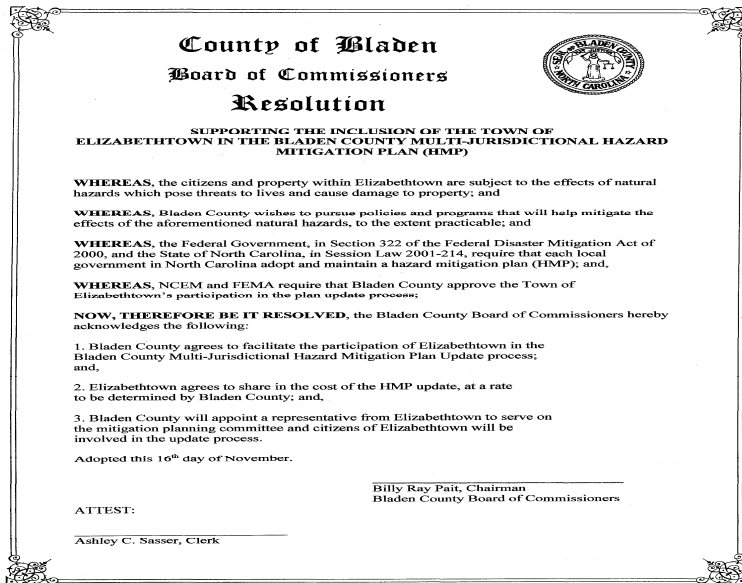 County of Bladen
Board of Commissioners
Resolution
SEAL OF BLADEN COUNTY
NORTH CAROLINA
SUPPORTING THE INCLUSION OF THE TOWN OF
ELIZABETHTOWN IN THE BLADEN COUNTY MULTI-JURISDICTIONAL HAZARD
MITIGATION PLAN (HMP)
WHEREAS, the citizens and property within Elizabethtown are subject to the effects of natural
hazards which pose threats to lives and cause damage to property; and
WHEREAS, Bladen County wishes to pursue policies and programs that will help mitigate the
effects of the aforementioned natural hazards, to the extent practicable; and
WHEREAS, the Federal Government, in Section 322 of the Federal Disaster Mitigation Act of
2000, and the State of North Carolina, in Session Law 2001-214, require that each local
government in North Carolina adopt and maintain a hazard mitigation plan (HMP); and,
WHEREAS, NCEM and FEMA require that Bladen County approve the Town of
Elizabethtown's participation in the plan update process;
NOW, THEREFORE BE IT RESOLVED, the Bladen County Board of Commissioners hereby
acknowledges the following:
1. Bladen County agrees to facilitate the participation of Elizabethtown in the
Bladen County Multi-Jurisdictional Hazard Mitigation Plan Update process;
and,
2. Elizabethtown agrees to share in the cost of the HMP update, at a rate
to be determined by Bladen County; and,
3. Bladen County will appoint a representative from Elizabethtown to serve on
the mitigation planning committee and citizens of Elizabethtown will be
involved in the update process.
Adopted this 16th day of November.
Billy Ray Pait, Chairman
Bladen County Board of Commissioners
ATTEST:
Ashley C. Sasser, Clerk